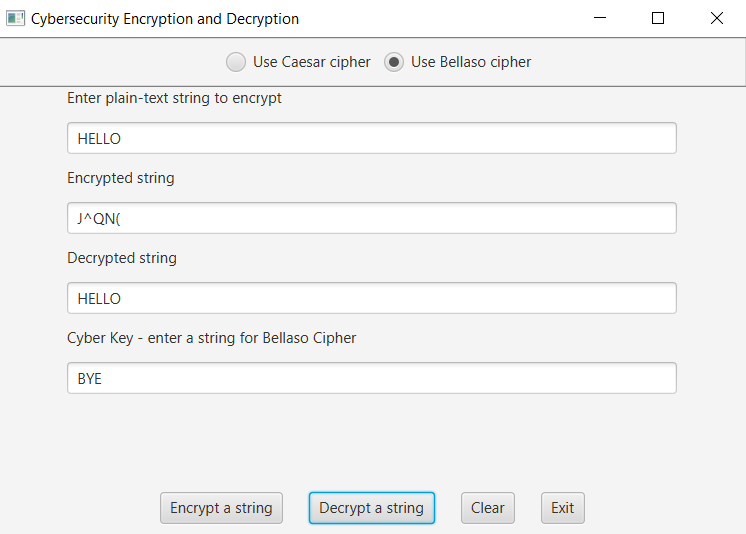 Cybersecurity Encryption and Decryption
Use Caesar cipher Use Bellaso cipher
Enter plain-text string to encrypt
HELLO
Encrypted string
J^QN(
Decrypted string
HELLO
Cyber Key - enter a string for Bellaso Cipher
BYE
Encrypt a string Decrypt a string Clear Exit